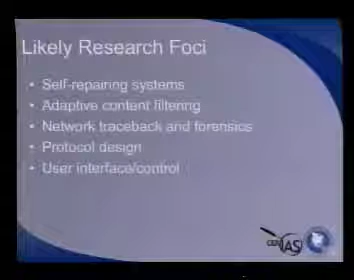 Likely Research Foci
• Self-repairing systems
• Adaptive content filtering
• Network traceback and forensics
• Protocol design
• User interface/control